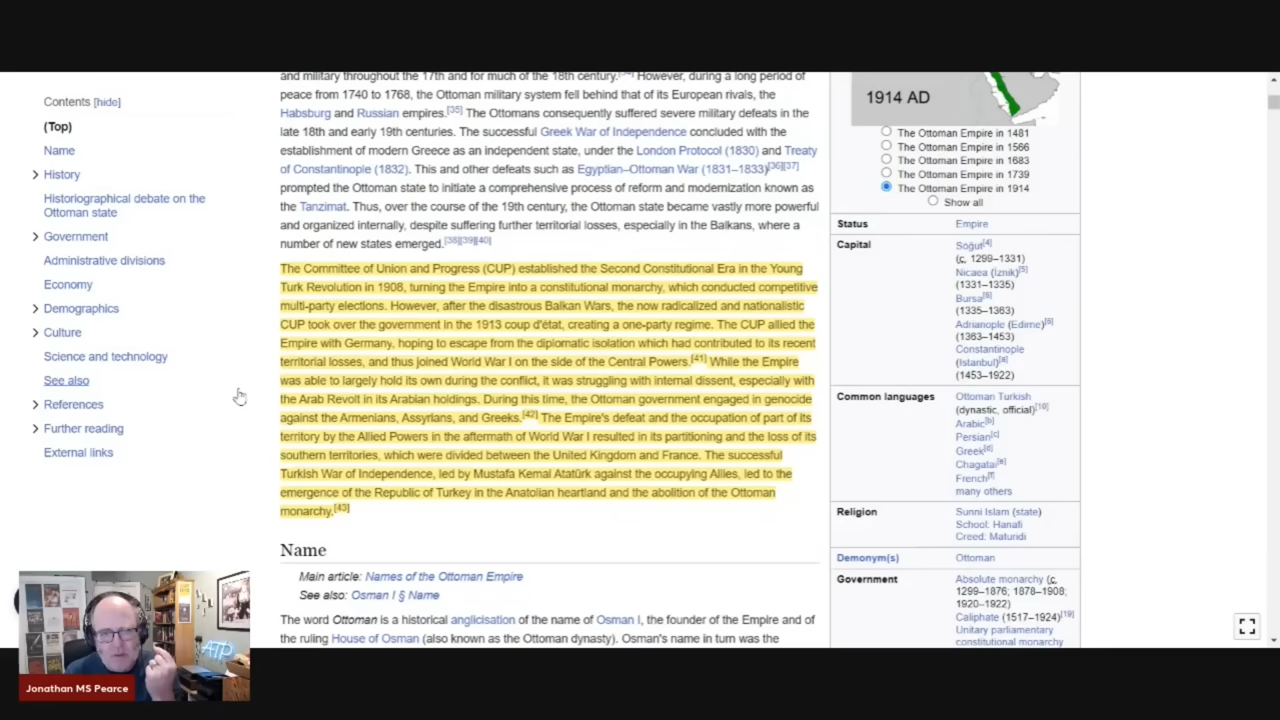 Contents [hide]
(Top)
Name
History
Historiographical debate on the
Ottoman state
Government
Administrative divisions
Economy
Demographics
Culture
Science and technology
See also
References
Further reading
External links
and military throughout the 17th and for much of the 18th century. However, during a long period of
peace from 1740 to 1768, the Ottoman military system fell behind that of its European rivals, the
Habsburg and Russian empires.[35] The Ottomans consequently suffered severe military defeats in the
late 18th and early 19th centuries. The successful Greek War of Independence concluded with the
establishment of modern Greece as an independent state, under the London Protocol (1830) and Treaty
of Constantinople (1832). This and other defeats such as Egyptian–Ottoman War (1831–1833)[36][37]
prompted the Ottoman state to initiate a comprehensive process of reform and modernization known as
the Tanzimat. Thus, over the course of the 19th century, the Ottoman state became vastly more powerful
and organized internally, despite suffering further territorial losses, especially in the Balkans, where a
number of new states emerged.[38][39][40]
The Committee of Union and Progress (CUP) established the Second Constitutional Era in the Young
Turk Revolution in 1908, turning the Empire into a constitutional monarchy, which conducted competitive
multi-party elections. However, after the disastrous Balkan Wars, the now radicalized and nationalistic
CUP took over the government in the 1913 coup d'état, creating a one-party regime. The CUP allied the
Empire with Germany, hoping to escape from the diplomatic isolation which had contributed to its recent
territorial losses, and thus joined World War I on the side of the Central Powers.[41] While the Empire
was able to largely hold its own during the conflict, it was struggling with internal dissent, especially with
the Arab Revolt in its Arabian holdings. During this time, the Ottoman government engaged in genocide
against the Armenians, Assyrians, and Greeks.[42] The Empire's defeat and the occupation of part of its
territory by the Allied Powers in the aftermath of World War I resulted in its partitioning and the loss of its
southern territories, which were divided between the United Kingdom and France. The successful
Turkish War of Independence, led by Mustafa Kemal Atatürk against the occupying Allies, led to the
emergence of the Republic of Turkey in the Anatolian heartland and the abolition of the Ottoman
monarchy.[43]
Name
Main article: Names of the Ottoman Empire
See also: Osman I § Name
The word Ottoman is a historical anglicisation of the name of Osman I, the founder of the Empire and of
the ruling House of Osman (also known as the Ottoman dynasty). Osman's name in turn was the
1914 AD
The Ottoman Empire in 1481
The Ottoman Empire in 1566
The Ottoman Empire in 1683
The Ottoman Empire in 1739
The Ottoman Empire in 1914
Show all
Status Empire
Capital Söğüt[4]
(c. 1299–1331)
Nicaea (İznik)[5]
(1331–1335)
Bursa[6]
(1335–1363)
Adrianople (Edirne)[6]
(1363–1453)
Constantinople
(Istanbul)[a]
(1453–1922)
Common languages Ottoman Turkish
(dynastic, official)[10]
Arabic[b]
Persian[c]
Greek[d]
Chagatai[e]
French[f]
many others
Religion Sunni Islam (state)
School: Hanafi
Creed: Maturidi
Demonym(s) Ottoman
Government Absolute monarchy (c.
1299–1876; 1878–1908;
1920–1922)
Caliphate (1517–1924)[19]
Unitary parliamentary
constitutional monarchy
ATP
Jonathan MS Pearce